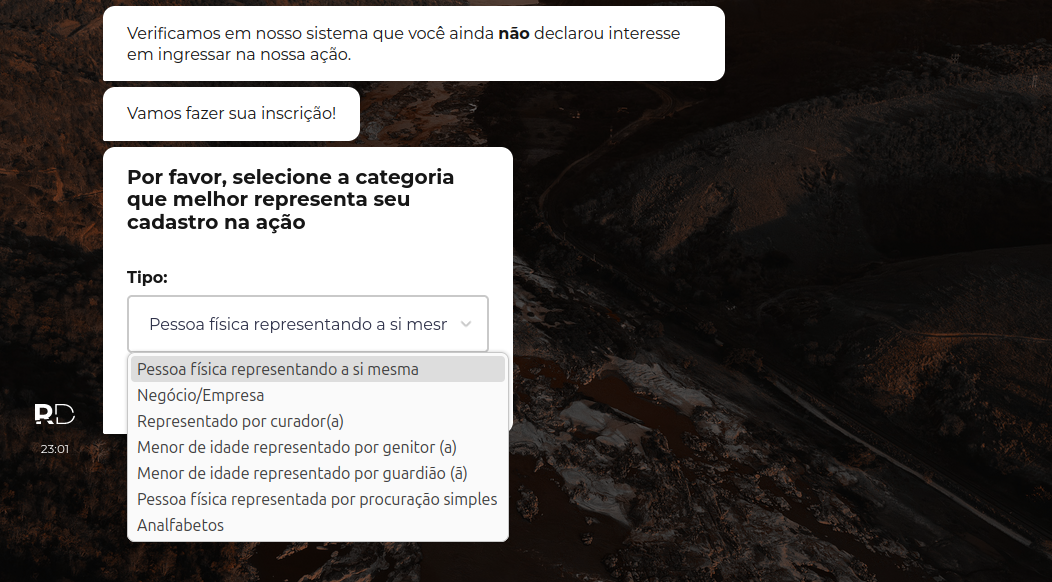 Verificamos em nosso sistema que você ainda não declarou interesse
em ingressar na nossa ação.
Vamos fazer sua inscrição!
Por favor, selecione a categoria
que melhor representa seu
cadastro na ação
Tipo:
Pessoa física representando a si mesr
Pessoa física representando a si mesma
Negócio/Empresa
Representado por curador(a)
Menor de idade representado por genitor (a)
Menor de idade representado por guardião (ã)
Pessoa física representada por procuração simples
Analfabetos
RD
23:01